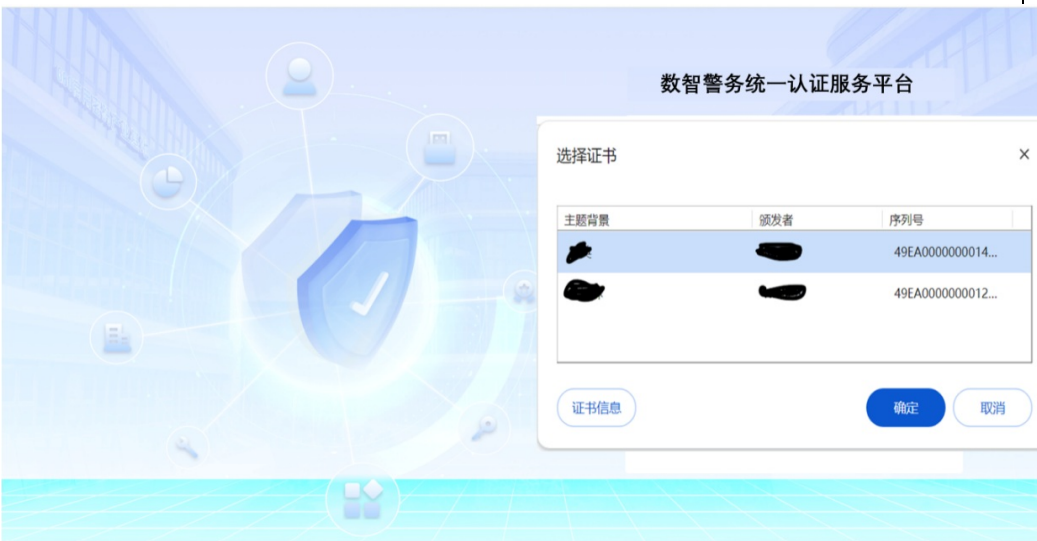 数智警务统一认证服务平台
选择证书
主题背景 颁发者 序列号
49EA0000000014...
49EA0000000012...
证书信息 确定 取消